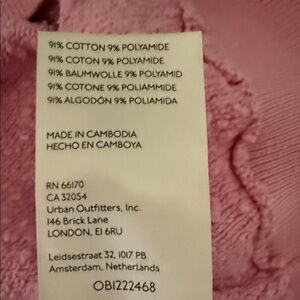 91% COTTON 9% POLYAMIDE
91% COTON 9% POLYAMIDE
91% BAUMWOLLE 9% POLYAMID
91% COTONE 9% POLIAMMIDE
91% ALGODÓN 9% POLIAMIDA
MADE IN CAMBODIA
HECHO EN CAMBOYA
RN 66170
CA 32054
Urban Outfitters, Inc.
146 Brick Lane
LONDON, E1 6RU
Leidsestraat 32, 1017 PB
Amsterdam, Netherlands
OB1222468